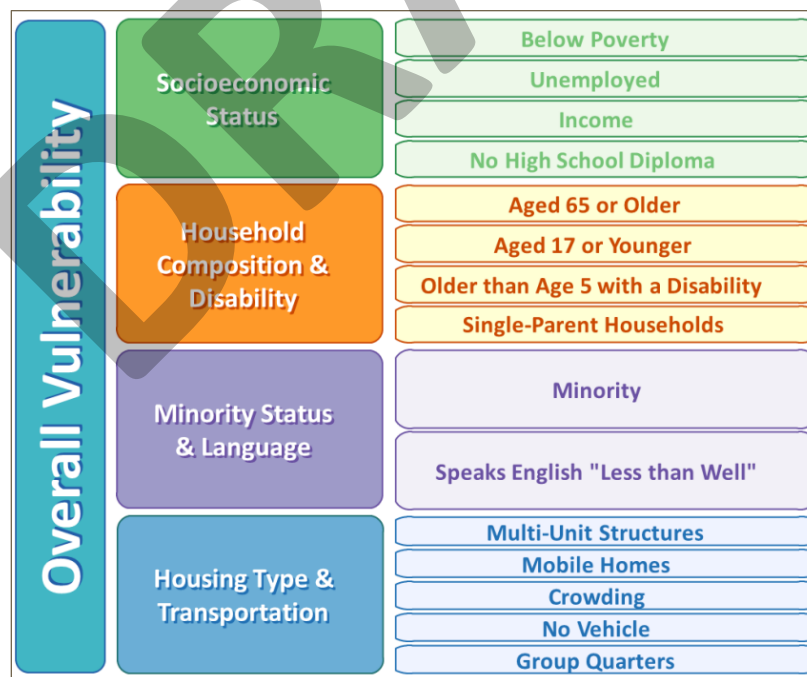 Overall Vulnerability
Socioeconomic
Status
Below Poverty
Unemployed
Income
No High School Diploma
Household
Composition &
Disability
Aged 65 or Older
Aged 17 or Younger
Older than Age 5 with a Disability
Single-Parent Households
Minority Status
& Language
Minority
Speaks English "Less than Well"
Housing Type &
Transportation
Multi-Unit Structures
Mobile Homes
Crowding
No Vehicle
Group Quarters